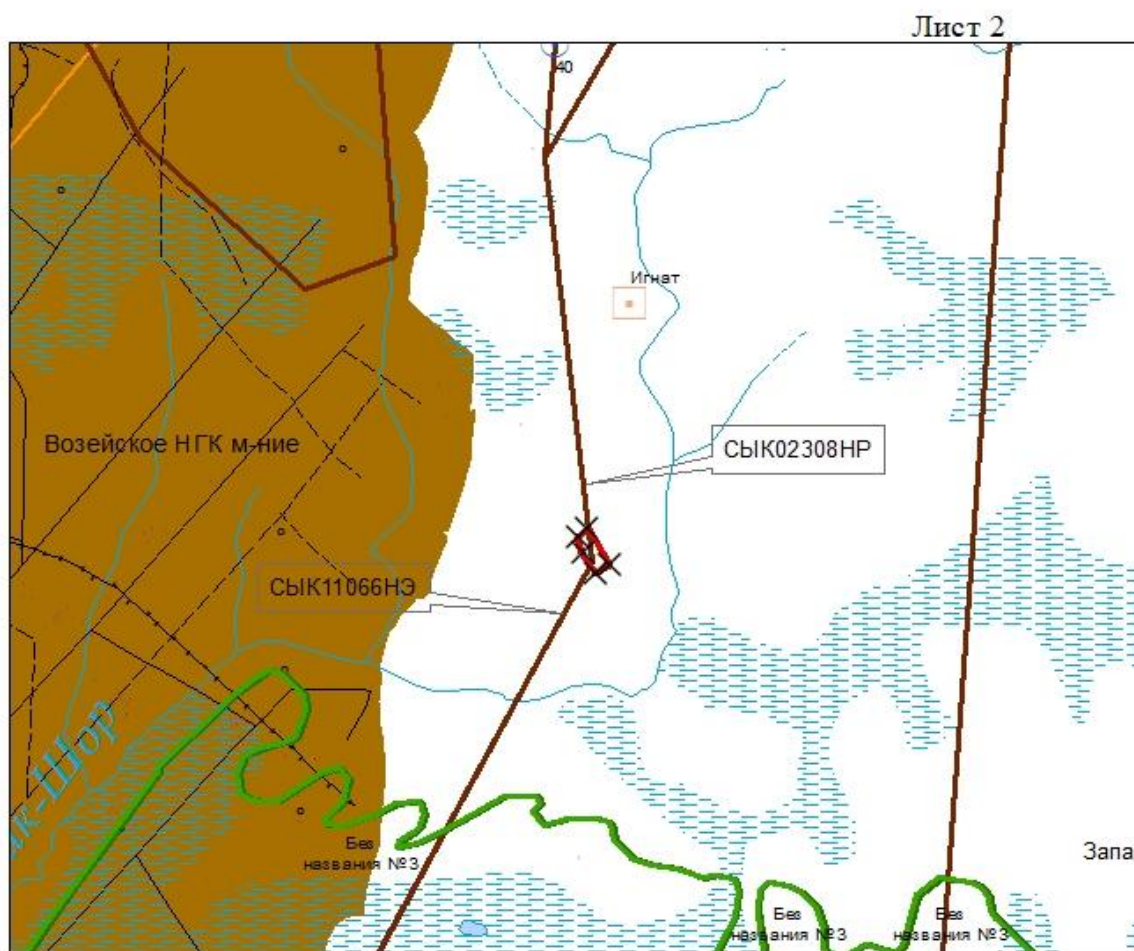 Лист 2
40
Игнат
Возейское НГК м-ние
СЫК02308НР
СЫК11066НЭ
Без
названия №3
Запа
Без
названия №3
Без
названия №3